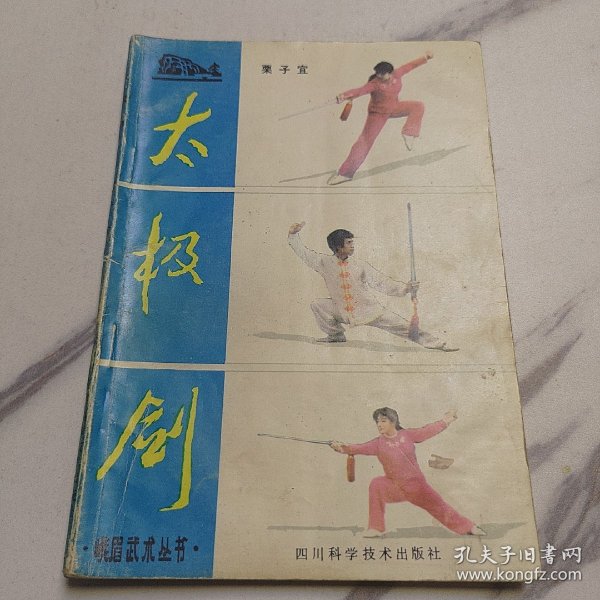 栗子宜
太
极
剑
·峨眉武术丛书·
四川科学技术出版社
孔夫子旧书网
www.kongfz.com